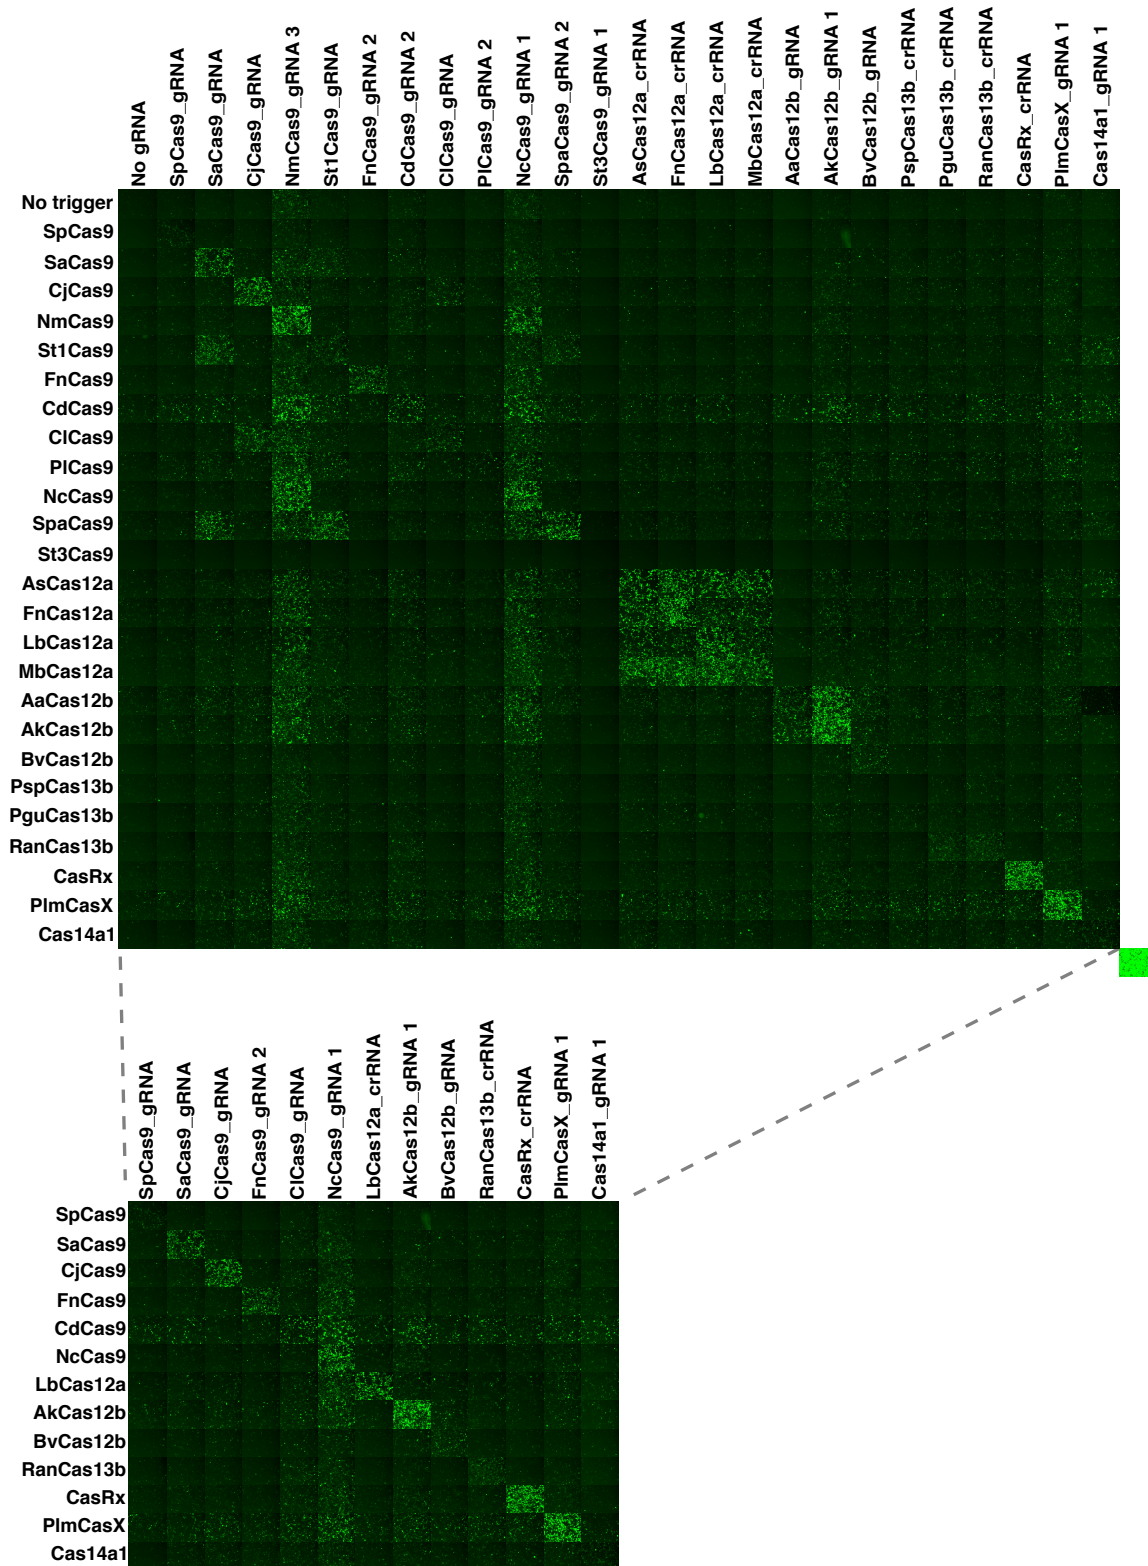 No gRNA
SpCas9_gRNA
SaCas9_gRNA
CjCas9_gRNA
NmCas9_gRNA 3
St1Cas9_gRNA
FnCas9_gRNA 2
CdCas9_gRNA 2
ClCas9_gRNA
PlCas9_gRNA 2
NcCas9_gRNA 1
SpaCas9_gRNA 2
St3Cas9_gRNA 1
AsCas12a_crRNA
FnCas12a_crRNA
LbCas12a_crRNA
MbCas12a_crRNA
AaCas12b_gRNA
AkCas12b_gRNA 1
BvCas12b_gRNA
PspCas13b_crRNA
PguCas13b_crRNA
RanCas13b_crRNA
CasRx_crRNA
PlmCasX_gRNA 1
Cas14a1_gRNA 1
No trigger
SpCas9
SaCas9
CjCas9
NmCas9
St1Cas9
FnCas9
CdCas9
ClCas9
PlCas9
NcCas9
SpaCas9
St3Cas9
AsCas12a
FnCas12a
LbCas12a
MbCas12a
AaCas12b
AkCas12b
BvCas12b
PspCas13b
PguCas13b
RanCas13b
CasRx
PlmCasX
Cas14a1
SpCas9_gRNA
SaCas9_gRNA
CjCas9_gRNA
FnCas9_gRNA 2
ClCas9_gRNA
NcCas9_gRNA 1
LbCas12a_crRNA
AkCas12b_gRNA 1
BvCas12b_gRNA
RanCas13b_crRNA
CasRx_crRNA
PlmCasX_gRNA 1
Cas14a1_gRNA 1
SpCas9
SaCas9
CjCas9
FnCas9
CdCas9
NcCas9
LbCas12a
AkCas12b
BvCas12b
RanCas13b
CasRx
PlmCasX
Cas14a1